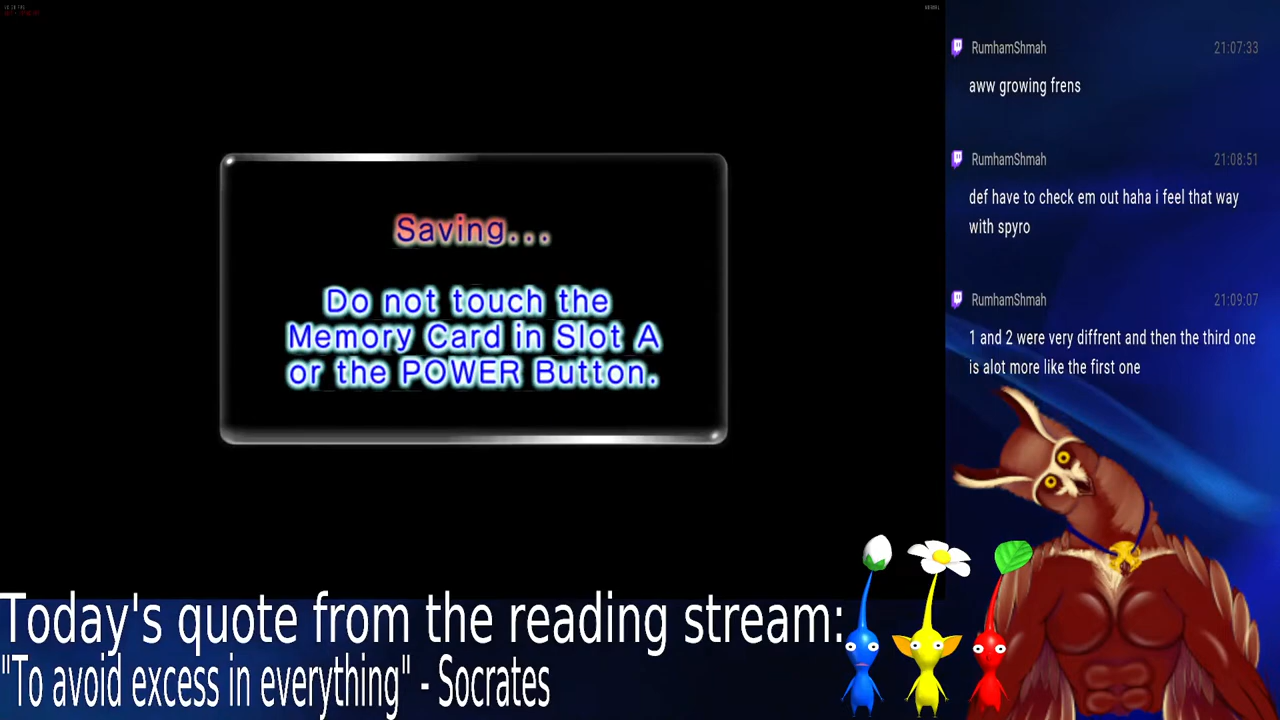 RumhamShmah 21:07:33
aww growing frens
RumhamShmah 21:08:51
def have to check em out haha i feel that way
with spyro
RumhamShmah 21:09:07
1 and 2 were very diffrent and then the third one
is alot more like the first one
Saving...
Do not touch the
Memory Card in Slot A
or the POWER Button.
Today's quote from the reading stream:
"To avoid excess in everything" - Socrates